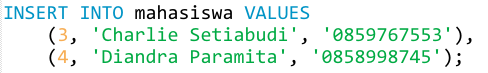 INSERT INTO mahasiswa VALUES
(3, 'Charlie Setiabudi', '0859767553'),
(4, 'Diandra Paramita', '0858998745');